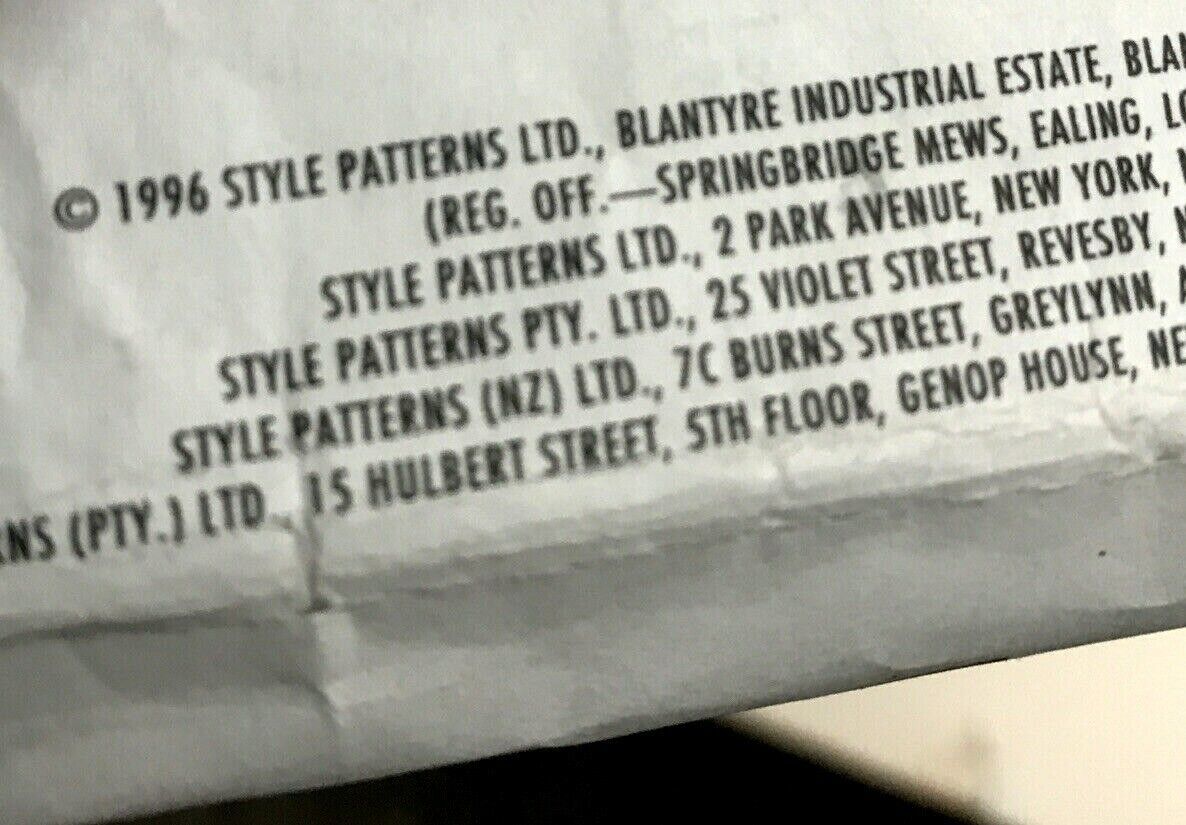 © 1996 STYLE PATTERNS LTD., BLANTYRE INDUSTRIAL ESTATE,
(REG. OFF.—SPRINGBRIDGE MEWS, EALING,
STYLE PATTERNS LTD., 2 PARK AVENUE, NEW YORK,
STYLE PATTERNS PTY. LTD., 25 VIOLET STREET, REVESBY,
STYLE PATTERNS (NZ) LTD., 7C BURNS STREET, GREYLYNN,
(PTY.) LTD. 15 HULBERT STREET, 5TH FLOOR, GENOP HOUSE,